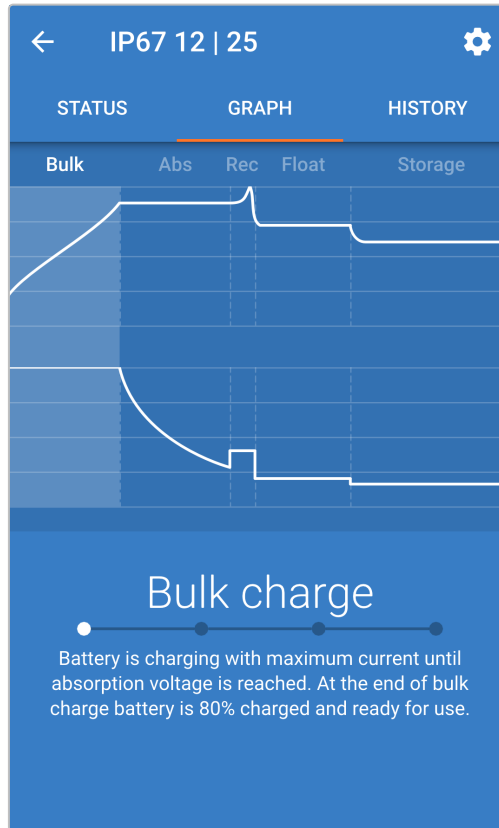 IP67 12 | 25
STATUS GRAPH HISTORY
Bulk Abs Rec Float Storage
Bulk charge
Battery is charging with maximum current until
absorption voltage is reached. At the end of bulk
charge battery is 80% charged and ready for use.